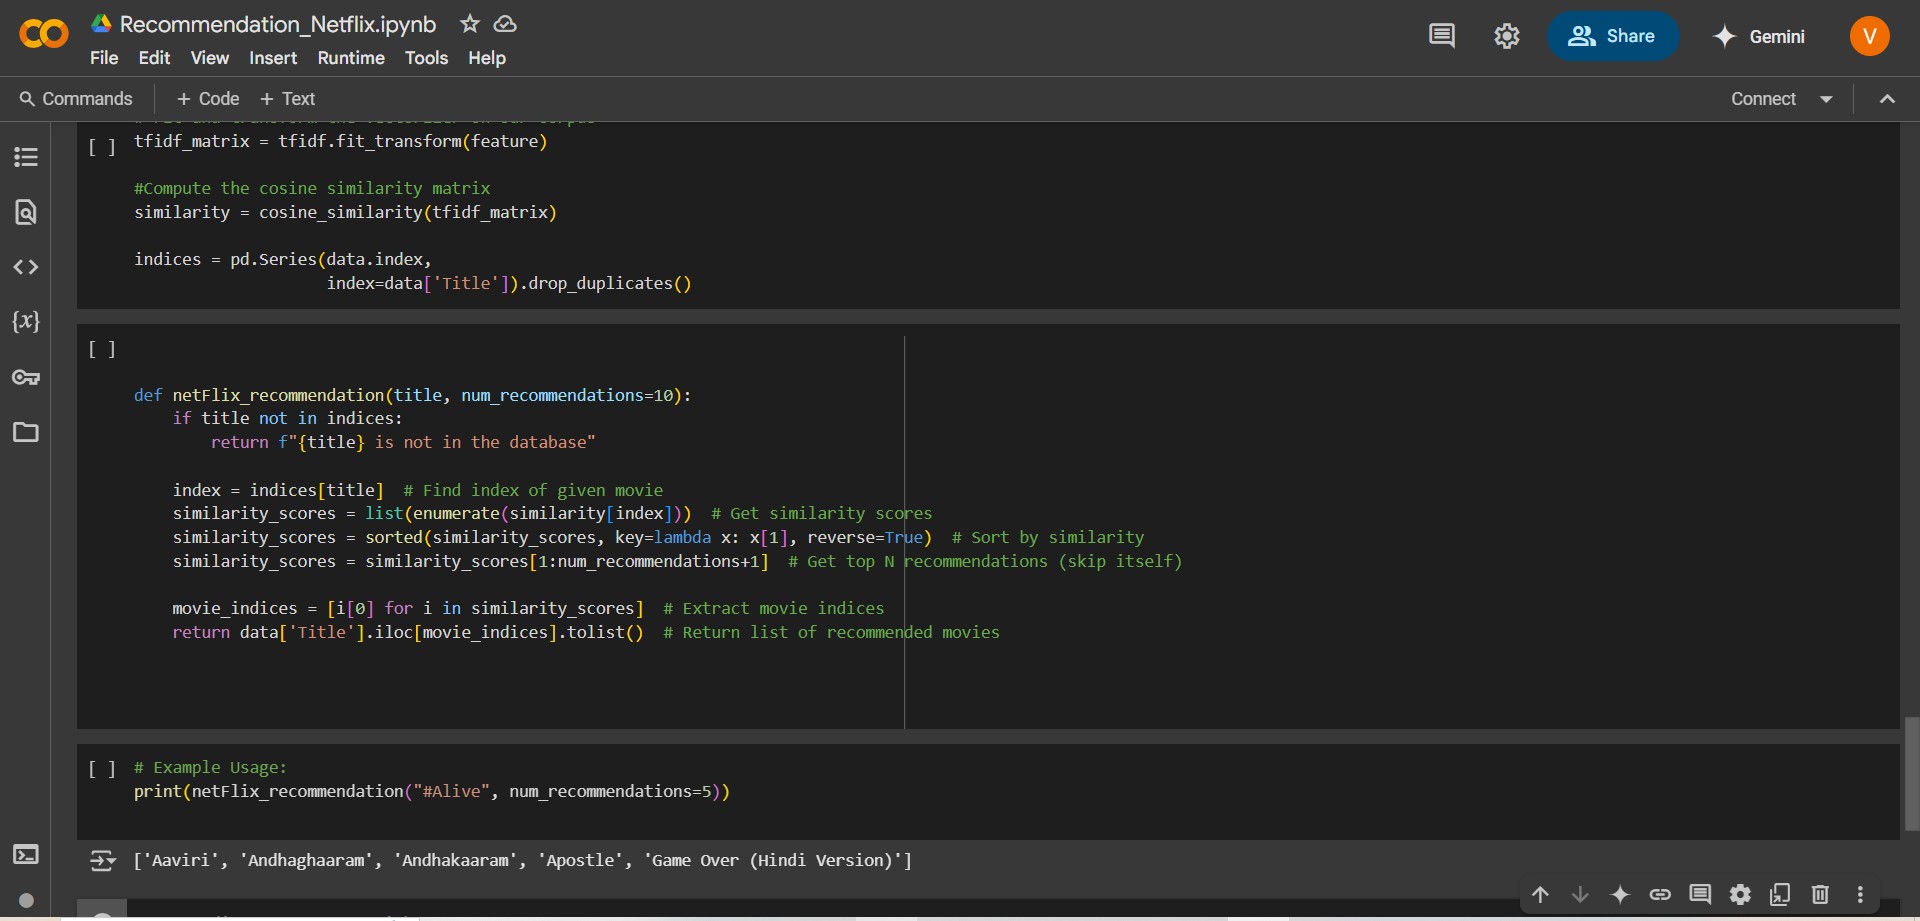 Recommendation_Netflix.ipynb
File Edit View Insert Runtime Tools Help
Share
Gemini
V
Commands + Code + Text
Connect
[ ] tfidf_matrix = tfidf.fit_transform(feature)
#Compute the cosine similarity matrix
similarity = cosine_similarity(tfidf_matrix)
indices = pd.Series(data.index,
index=data['Title']).drop_duplicates()
[ ]
def netFlix_recommendation(title, num_recommendations=10):
if title not in indices:
return f"{title} is not in the database"
index = indices[title] # Find index of given movie
similarity_scores = list(enumerate(similarity[index])) # Get similarity scores
similarity_scores = sorted(similarity_scores, key=lambda x: x[1], reverse=True) # Sort by similarity
similarity_scores = similarity_scores[1:num_recommendations+1] # Get top N recommendations (skip itself)
movie_indices = [i[0] for i in similarity_scores] # Extract movie indices
return data['Title'].iloc[movie_indices].tolist() # Return list of recommended movies
[ ] # Example Usage:
print(netFlix_recommendation("#Alive", num_recommendations=5))
['Aaviri', 'Andhaghaaram', 'Andhakaaram', 'Apostle', 'Game Over (Hindi Version)']